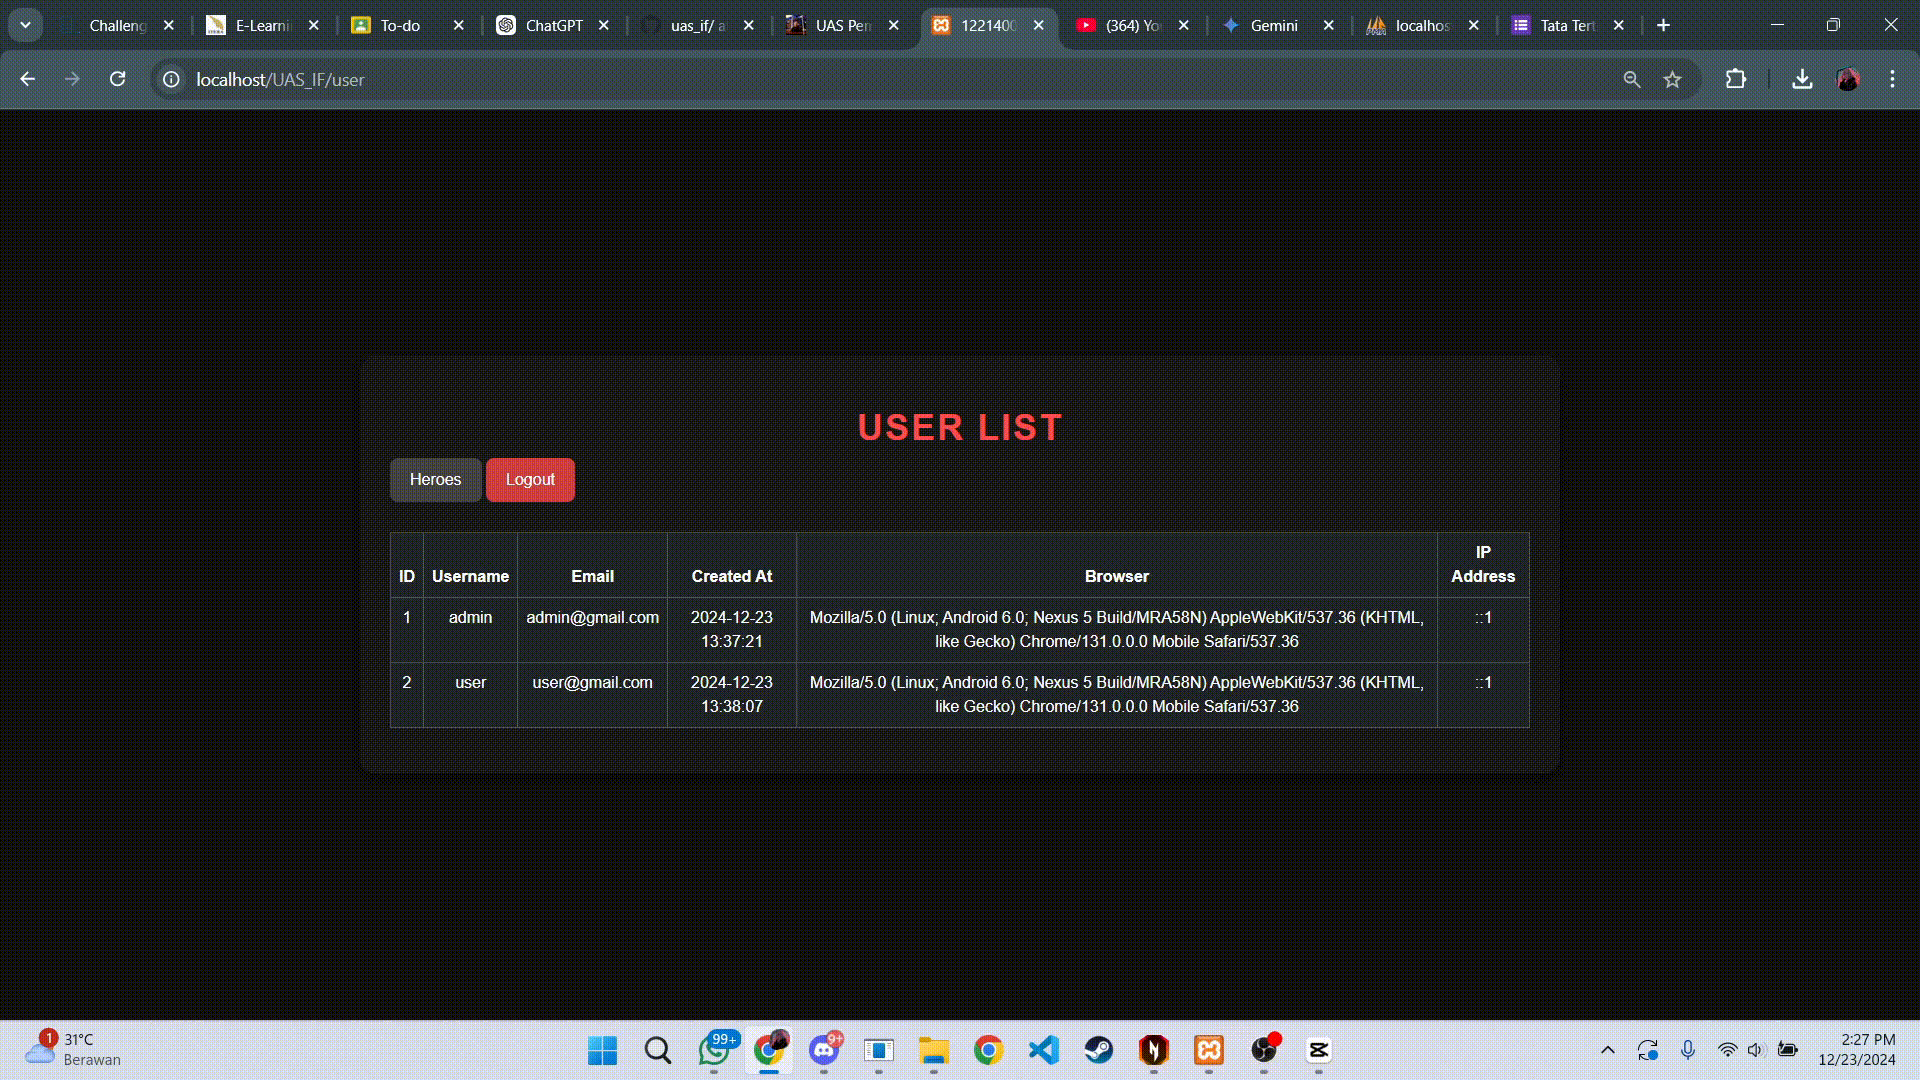 Challeng
E-Learni
To-do
ChatGPT
uas_if/ a
UAS Pem
1221400
(364) Yo
Gemini
localhos
Tata Tert
localhost/UAS_IF/user
USER LIST
Heroes
Logout
ID Username Email Created At Browser IP Address
1 admin admin@gmail.com 2024-12-23 13:37:21 Mozilla/5.0 (Linux; Android 6.0; Nexus 5 Build/MRA58N) AppleWebKit/537.36 (KHTML, like Gecko) Chrome/131.0.0.0 Mobile Safari/537.36 ::1
2 user user@gmail.com 2024-12-23 13:38:07 Mozilla/5.0 (Linux; Android 6.0; Nexus 5 Build/MRA58N) AppleWebKit/537.36 (KHTML, like Gecko) Chrome/131.0.0.0 Mobile Safari/537.36 ::1
1
31°C
Berawan
99+
9+
2:27 PM
12/23/2024